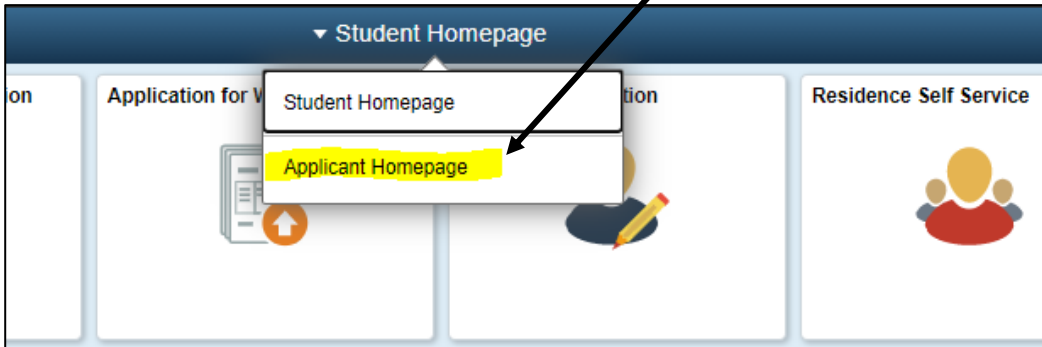 ▾ Student Homepage
ion
Application for
Student Homepage
tion
Residence Self Service
Applicant Homepage